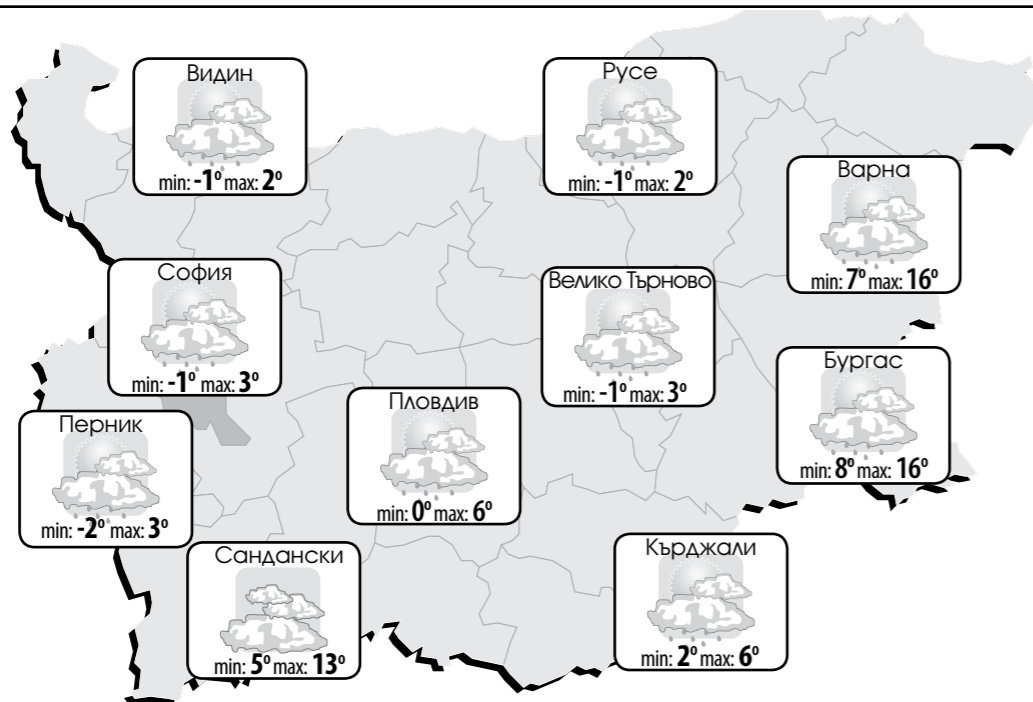 Видин
min: -1° max: 2°
Русе
min: -1° max: 2°
Варна
min: 7° max: 16°
София
min: -1° max: 3°
Велико Търново
min: -1° max: 3°
Бургас
min: 8° max: 16°
Пловдив
min: 0° max: 6°
Перник
min: -2° max: 3°
Сандански
min: 5° max: 13°
Кърджали
min: 2° max: 6°